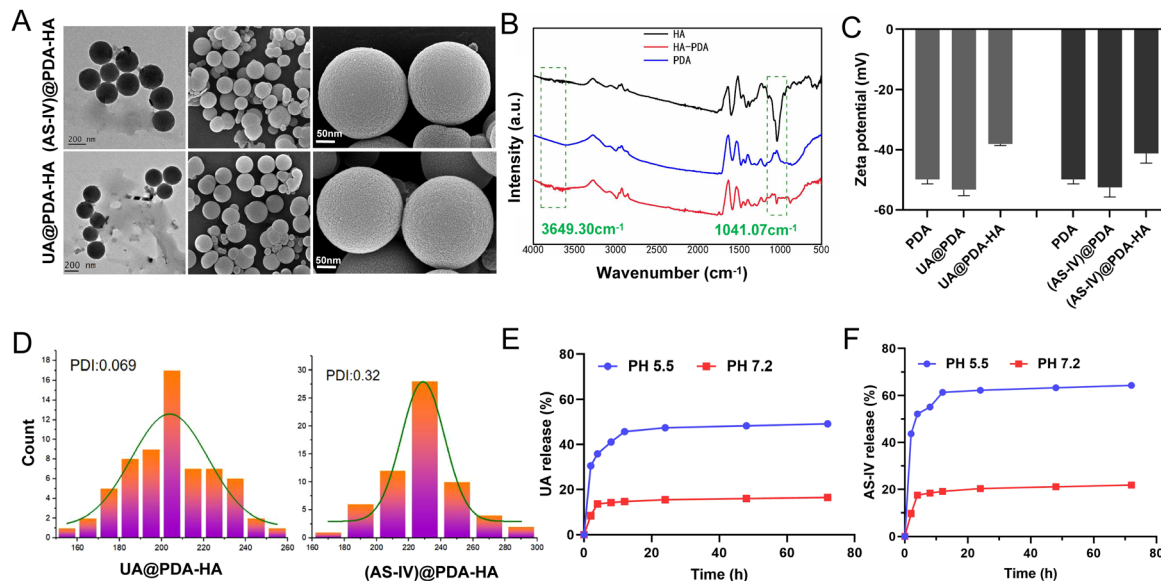 A
(AS-IV)@PDA-HA
UA@PDA-HA
200 nm
50nm
200 nm
50nm
B
HA
HA-PDA
PDA
Intensity (a.u.)
3649.30cm⁻¹
1041.07cm⁻¹
4000 3500 3000 2500 2000 1500 1000 500
Wavenumber (cm⁻¹)
C
Zeta potential (mV)
0
-20
-40
-60
PDA
UA@PDA
UA@PDA-HA
PDA
(AS-IV)@PDA
(AS-IV)@PDA-HA
D
PDI:0.069
Count
18
16
14
12
10
8
6
4
2
0
160 180 200 220 240 260
UA@PDA-HA
PDI:0.32
30
25
20
15
10
5
0
160 180 200 220 240 260 280 300
(AS-IV)@PDA-HA
E
PH 5.5 PH 7.2
UA release (%)
80
60
40
20
0
0 20 40 60 80
Time (h)
F
PH 5.5 PH 7.2
AS-IV release (%)
80
60
40
20
0
0 20 40 60 80
Time (h)